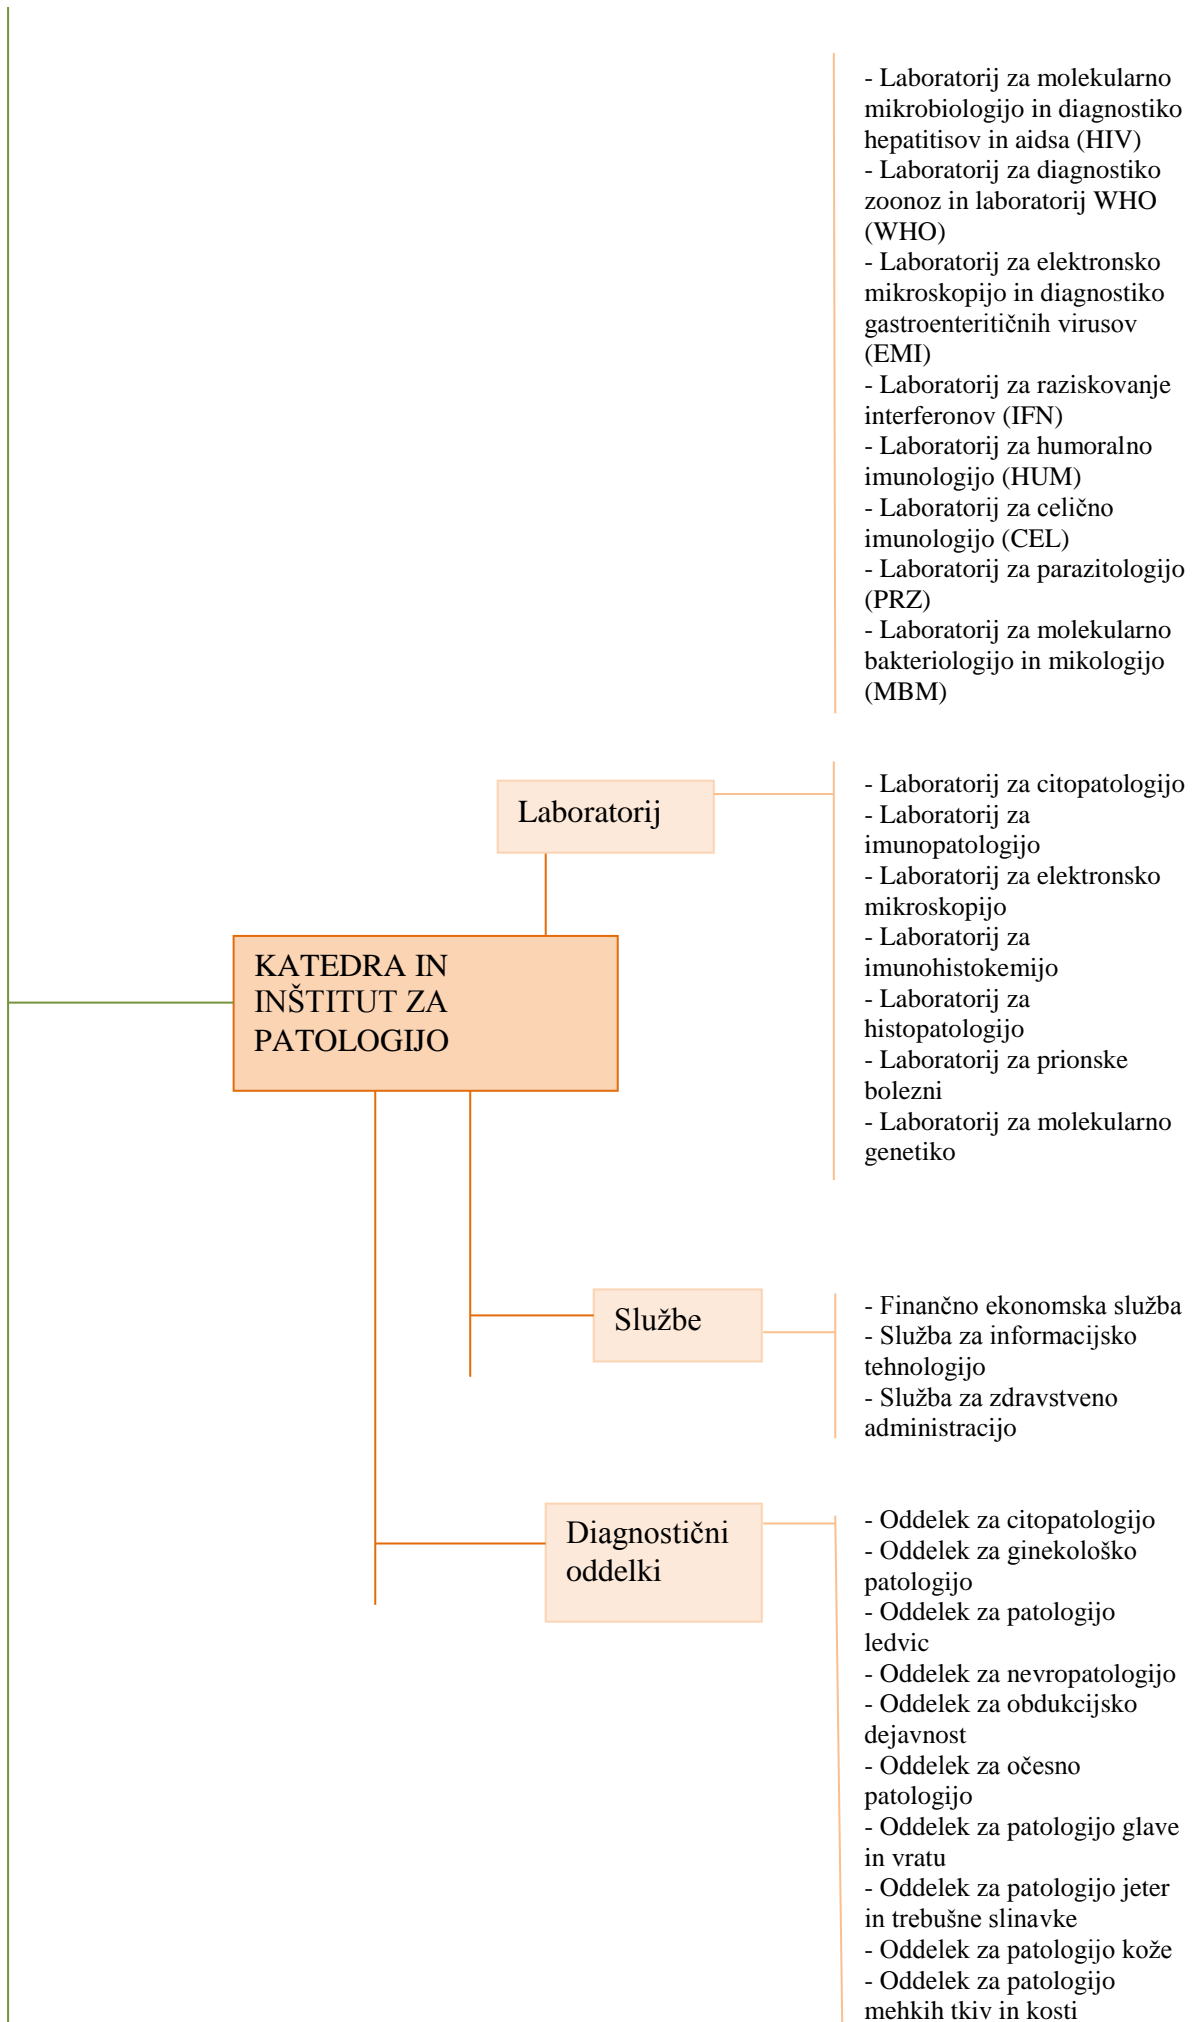 - Laboratorij za molekularno
mikrobiologijo in diagnostiko
hepatitisov in aidsa (HIV)
- Laboratorij za diagnostiko
zoonoz in laboratorij WHO
(WHO)
- Laboratorij za elektronsko
mikroskopijo in diagnostiko
gastroenteritičnih virusov
(EMI)
- Laboratorij za raziskovanje
interferonov (IFN)
- Laboratorij za humoralno
imunologijo (HUM)
- Laboratorij za celično
imunologijo (CEL)
- Laboratorij za parazitologijo
(PRZ)
- Laboratorij za molekularno
bakteriologijo in mikologijo
(MBM)
Laboratorij
- Laboratorij za citopatologijo
- Laboratorij za
imunopatologijo
- Laboratorij za elektronsko
mikroskopijo
- Laboratorij za
imunohistokemijo
- Laboratorij za
histopatologijo
- Laboratorij za prionske
bolezni
- Laboratorij za molekularno
genetiko
KATEDRA IN
INŠTITUT ZA
PATOLOGIJO
Službe
- Finančno ekonomska služba
- Služba za informacijsko
tehnologijo
- Služba za zdravstveno
administracijo
Diagnostični
oddelki
- Oddelek za citopatologijo
- Oddelek za ginekološko
patologijo
- Oddelek za patologijo
ledvic
- Oddelek za nevropatologijo
- Oddelek za obdukcijsko
dejavnost
- Oddelek za očesno
patologijo
- Oddelek za patologijo glave
in vratu
- Oddelek za patologijo jeter
in trebušne slinavke
- Oddelek za patologijo kože
- Oddelek za patologijo
mehkih tkiv in kosti